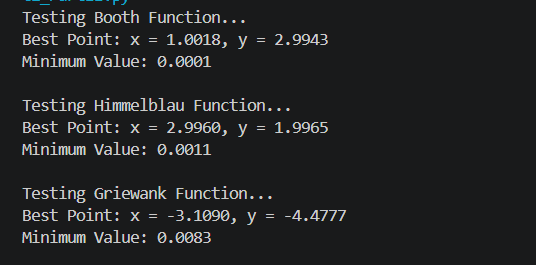 Testing Booth Function...
Best Point: x = 1.0018, y = 2.9943
Minimum Value: 0.0001
Testing Himmelblau Function...
Best Point: x = 2.9960, y = 1.9965
Minimum Value: 0.0011
Testing Griewank Function...
Best Point: x = -3.1090, y = -4.4777
Minimum Value: 0.0083